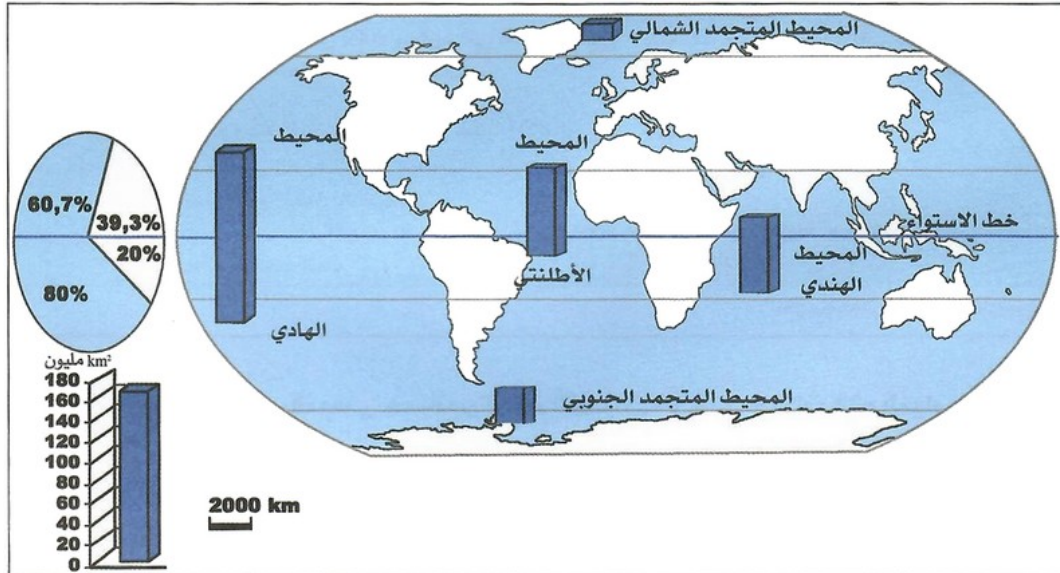 المحيط المتجمد الشمالي
المحيط
المحيط
خط الاستواء
المحيط
الهندي
الأطلنتي
الهادي
المحيط المتجمد الجنوبي
60,7%
39,3%
20%
80%
مليون km²
180
160
140
120
100
80
60
40
20
0
2000 km